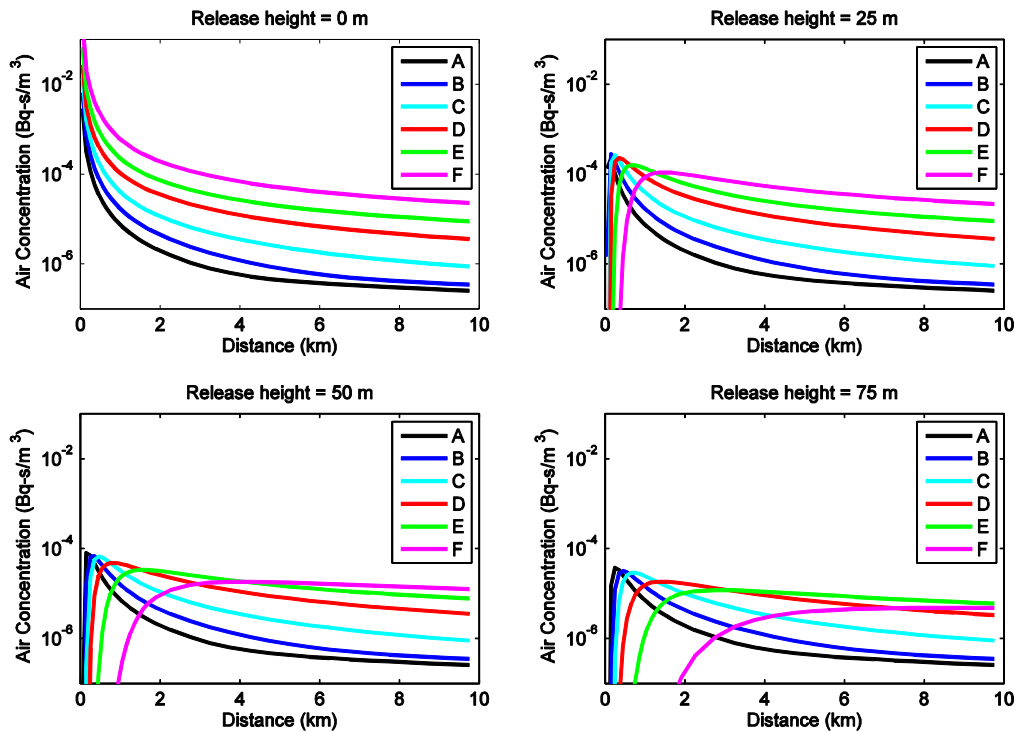 Release height = 0 m
Air Concentration (Bq-s/m³)
10⁻²
10⁻⁴
10⁻⁶
A
B
C
D
E
F
0 2 4 6 8 10
Distance (km)
Release height = 25 m
Air Concentration (Bq-s/m³)
10⁻²
10⁻⁴
10⁻⁶
A
B
C
D
E
F
0 2 4 6 8 10
Distance (km)
Release height = 50 m
Air Concentration (Bq-s/m³)
10⁻²
10⁻⁴
10⁻⁶
A
B
C
D
E
F
0 2 4 6 8 10
Distance (km)
Release height = 75 m
Air Concentration (Bq-s/m³)
10⁻²
10⁻⁴
10⁻⁶
A
B
C
D
E
F
0 2 4 6 8 10
Distance (km)